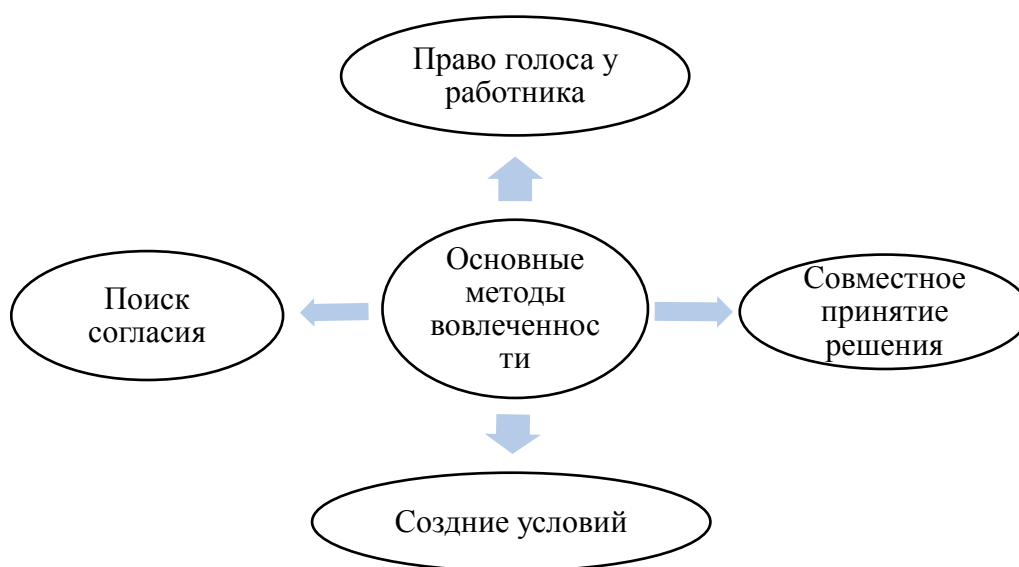 Право голоса у
работника
Основные
методы
вовлеченнос
ти
Поиск
согласия
Совместное
принятие
решения
Создние условий